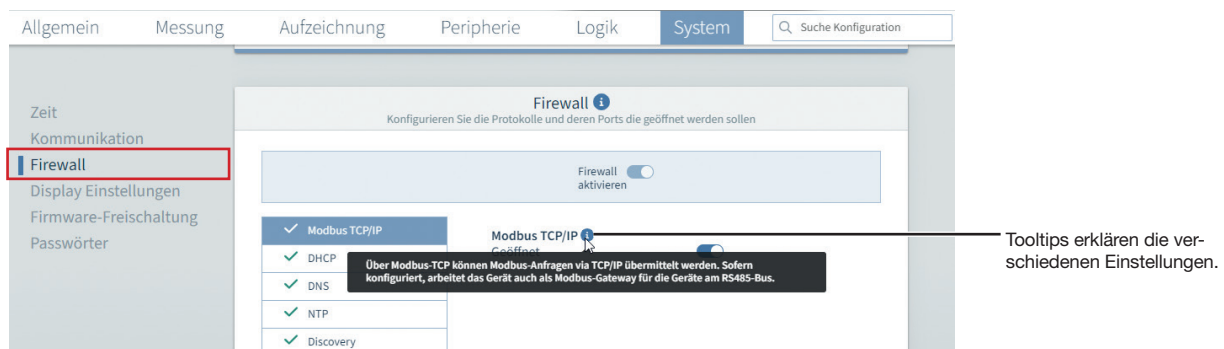 Allgemein Messung Aufzeichnung Peripherie Logik System Suche Konfiguration
Zeit
Kommunikation
Firewall
Display Einstellungen
Firmware-Freischaltung
Passwörter
Firewall
Konfigurieren Sie die Protokolle und deren Ports die geöffnet werden sollen
Firewall
aktivieren
Modbus TCP/IP
DHCP
DNS
NTP
Discovery
Modbus TCP/IP
Geöffnet
Über Modbus-TCP können Modbus-Anfragen via TCP/IP übermittelt werden. Sofern
konfiguriert, arbeitet das Gerät auch als Modbus-Gateway für die Geräte am RS485-Bus.
Tooltips erklären die ver-
schiedenen Einstellungen.